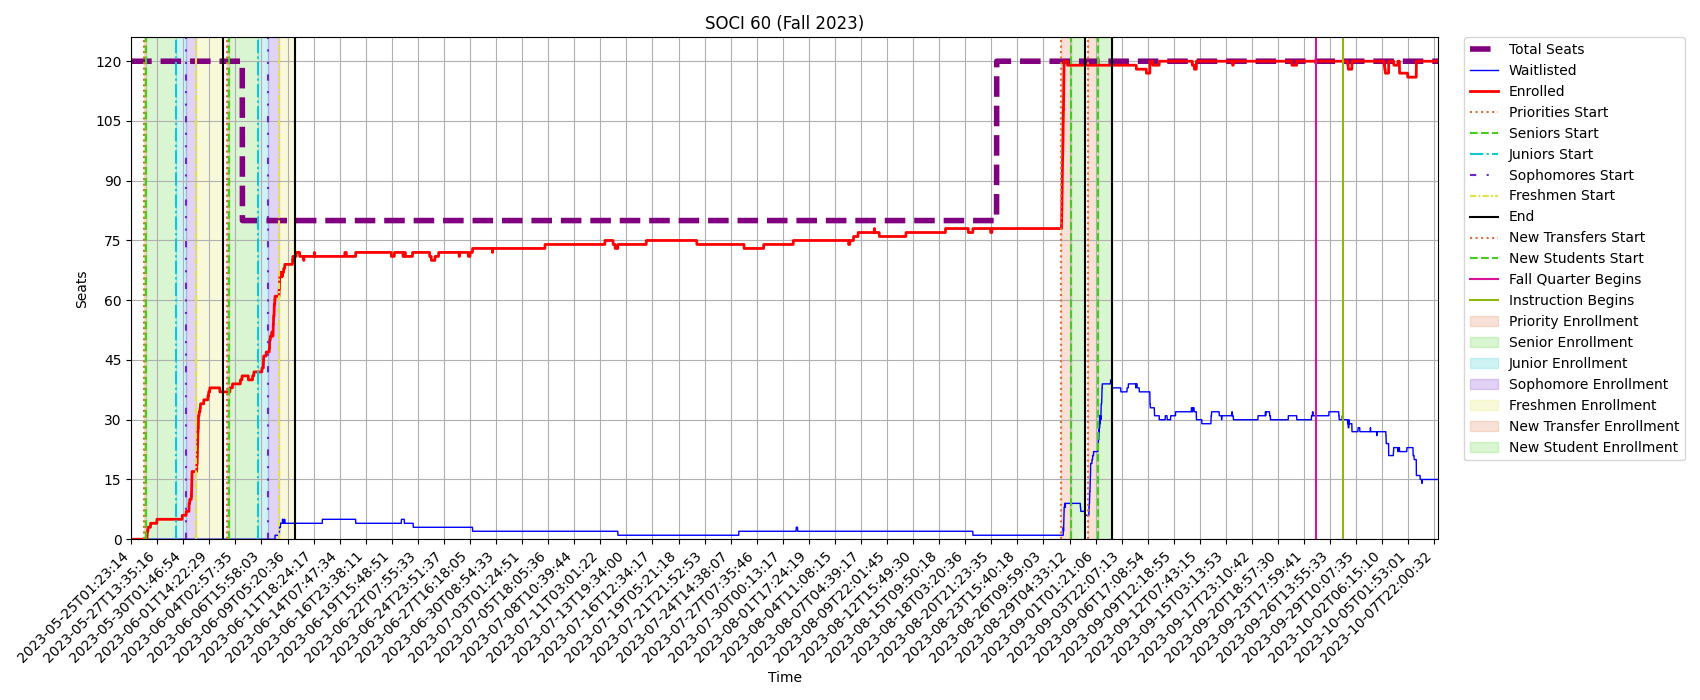 SOCI 60 (Fall 2023)
Seats
120
105
90
75
60
45
30
15
0
2023-05-25T01:23:14
2023-05-27T13:35:16
2023-05-30T01:46:54
2023-06-01T14:22:29
2023-06-04T02:57:35
2023-06-06T15:58:03
2023-06-09T05:20:36
2023-06-11T18:24:17
2023-06-14T07:47:34
2023-06-16T23:38:11
2023-06-19T15:48:51
2023-06-22T07:55:33
2023-06-24T23:51:37
2023-06-27T16:18:05
2023-06-30T08:54:33
2023-07-03T01:24:51
2023-07-05T18:05:36
2023-07-08T10:39:44
2023-07-11T03:01:22
2023-07-13T19:34:00
2023-07-16T12:34:17
2023-07-19T05:21:18
2023-07-21T21:52:53
2023-07-24T14:38:07
2023-07-27T07:35:46
2023-07-30T00:13:17
2023-08-01T17:24:19
2023-08-04T11:08:15
2023-08-07T04:39:17
2023-08-09T22:01:45
2023-08-12T15:49:30
2023-08-15T09:50:18
2023-08-18T03:20:36
2023-08-20T21:23:35
2023-08-23T15:40:18
2023-08-26T09:59:03
2023-08-29T04:33:12
2023-09-01T01:21:06
2023-09-03T22:07:13
2023-09-06T17:08:54
2023-09-09T12:18:55
2023-09-12T07:43:15
2023-09-15T03:13:53
2023-09-17T23:10:42
2023-09-20T18:57:30
2023-09-23T17:59:41
2023-09-26T13:55:33
2023-09-29T10:07:35
2023-10-02T06:15:10
2023-10-05T01:53:01
2023-10-07T22:00:32
Time
Total Seats
Waitlisted
Enrolled
Priorities Start
Seniors Start
Juniors Start
Sophomores Start
Freshmen Start
End
New Transfers Start
New Students Start
Fall Quarter Begins
Instruction Begins
Priority Enrollment
Senior Enrollment
Junior Enrollment
Sophomore Enrollment
Freshmen Enrollment
New Transfer Enrollment
New Student Enrollment